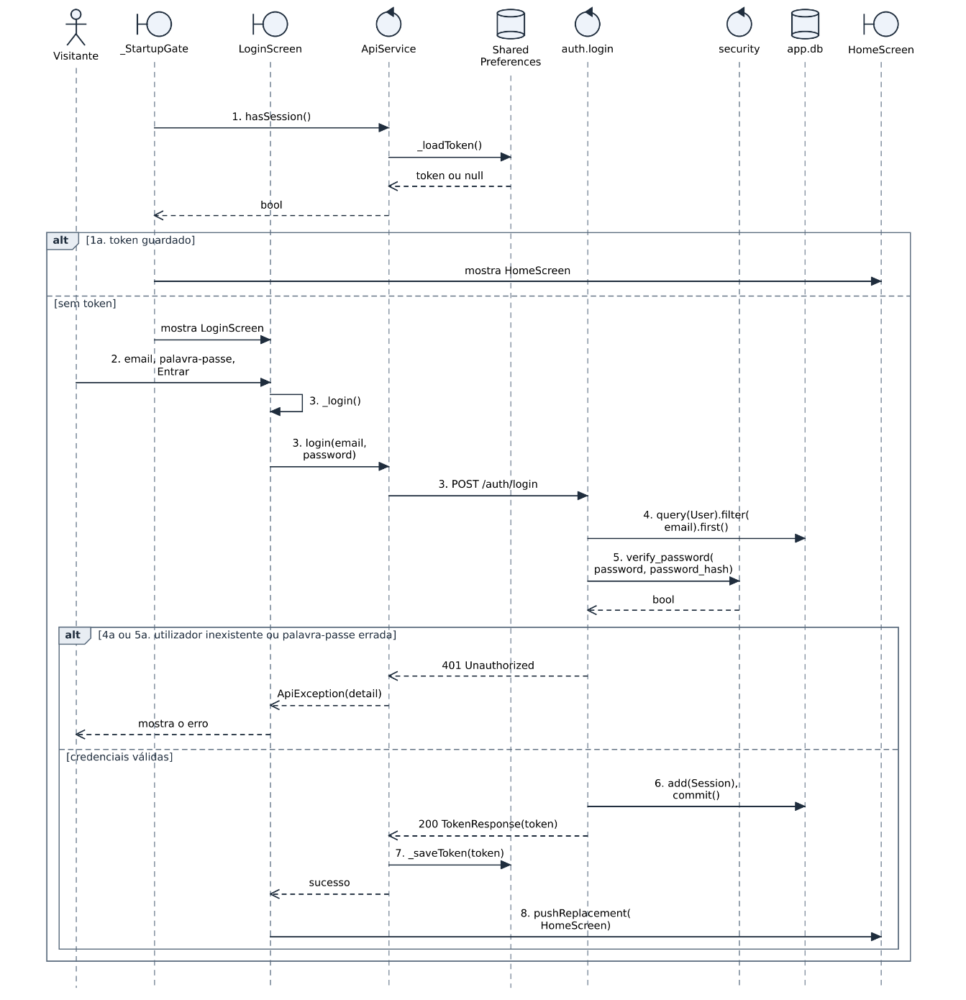 Visitante
_StartupGate
LoginScreen
ApiService
Shared
Preferences
auth.login
security
app.db
HomeScreen
1. hasSession()
_loadToken()
token ou null
bool
alt
[1a. token guardado]
mostra HomeScreen
[sem token]
mostra LoginScreen
2. email, palavra-passe,
Entrar
3. _login()
3. login(email,
password)
3. POST /auth/login
4. query(User).filter(
email).first()
5. verify_password(
password, password_hash)
bool
alt
[4a ou 5a. utilizador inexistente ou palavra-passe errada]
401 Unauthorized
ApiException(detail)
mostra o erro
[credenciais válidas]
6. add(Session),
commit()
200 TokenResponse(token)
7. _saveToken(token)
sucesso
8. pushReplacement(
HomeScreen)